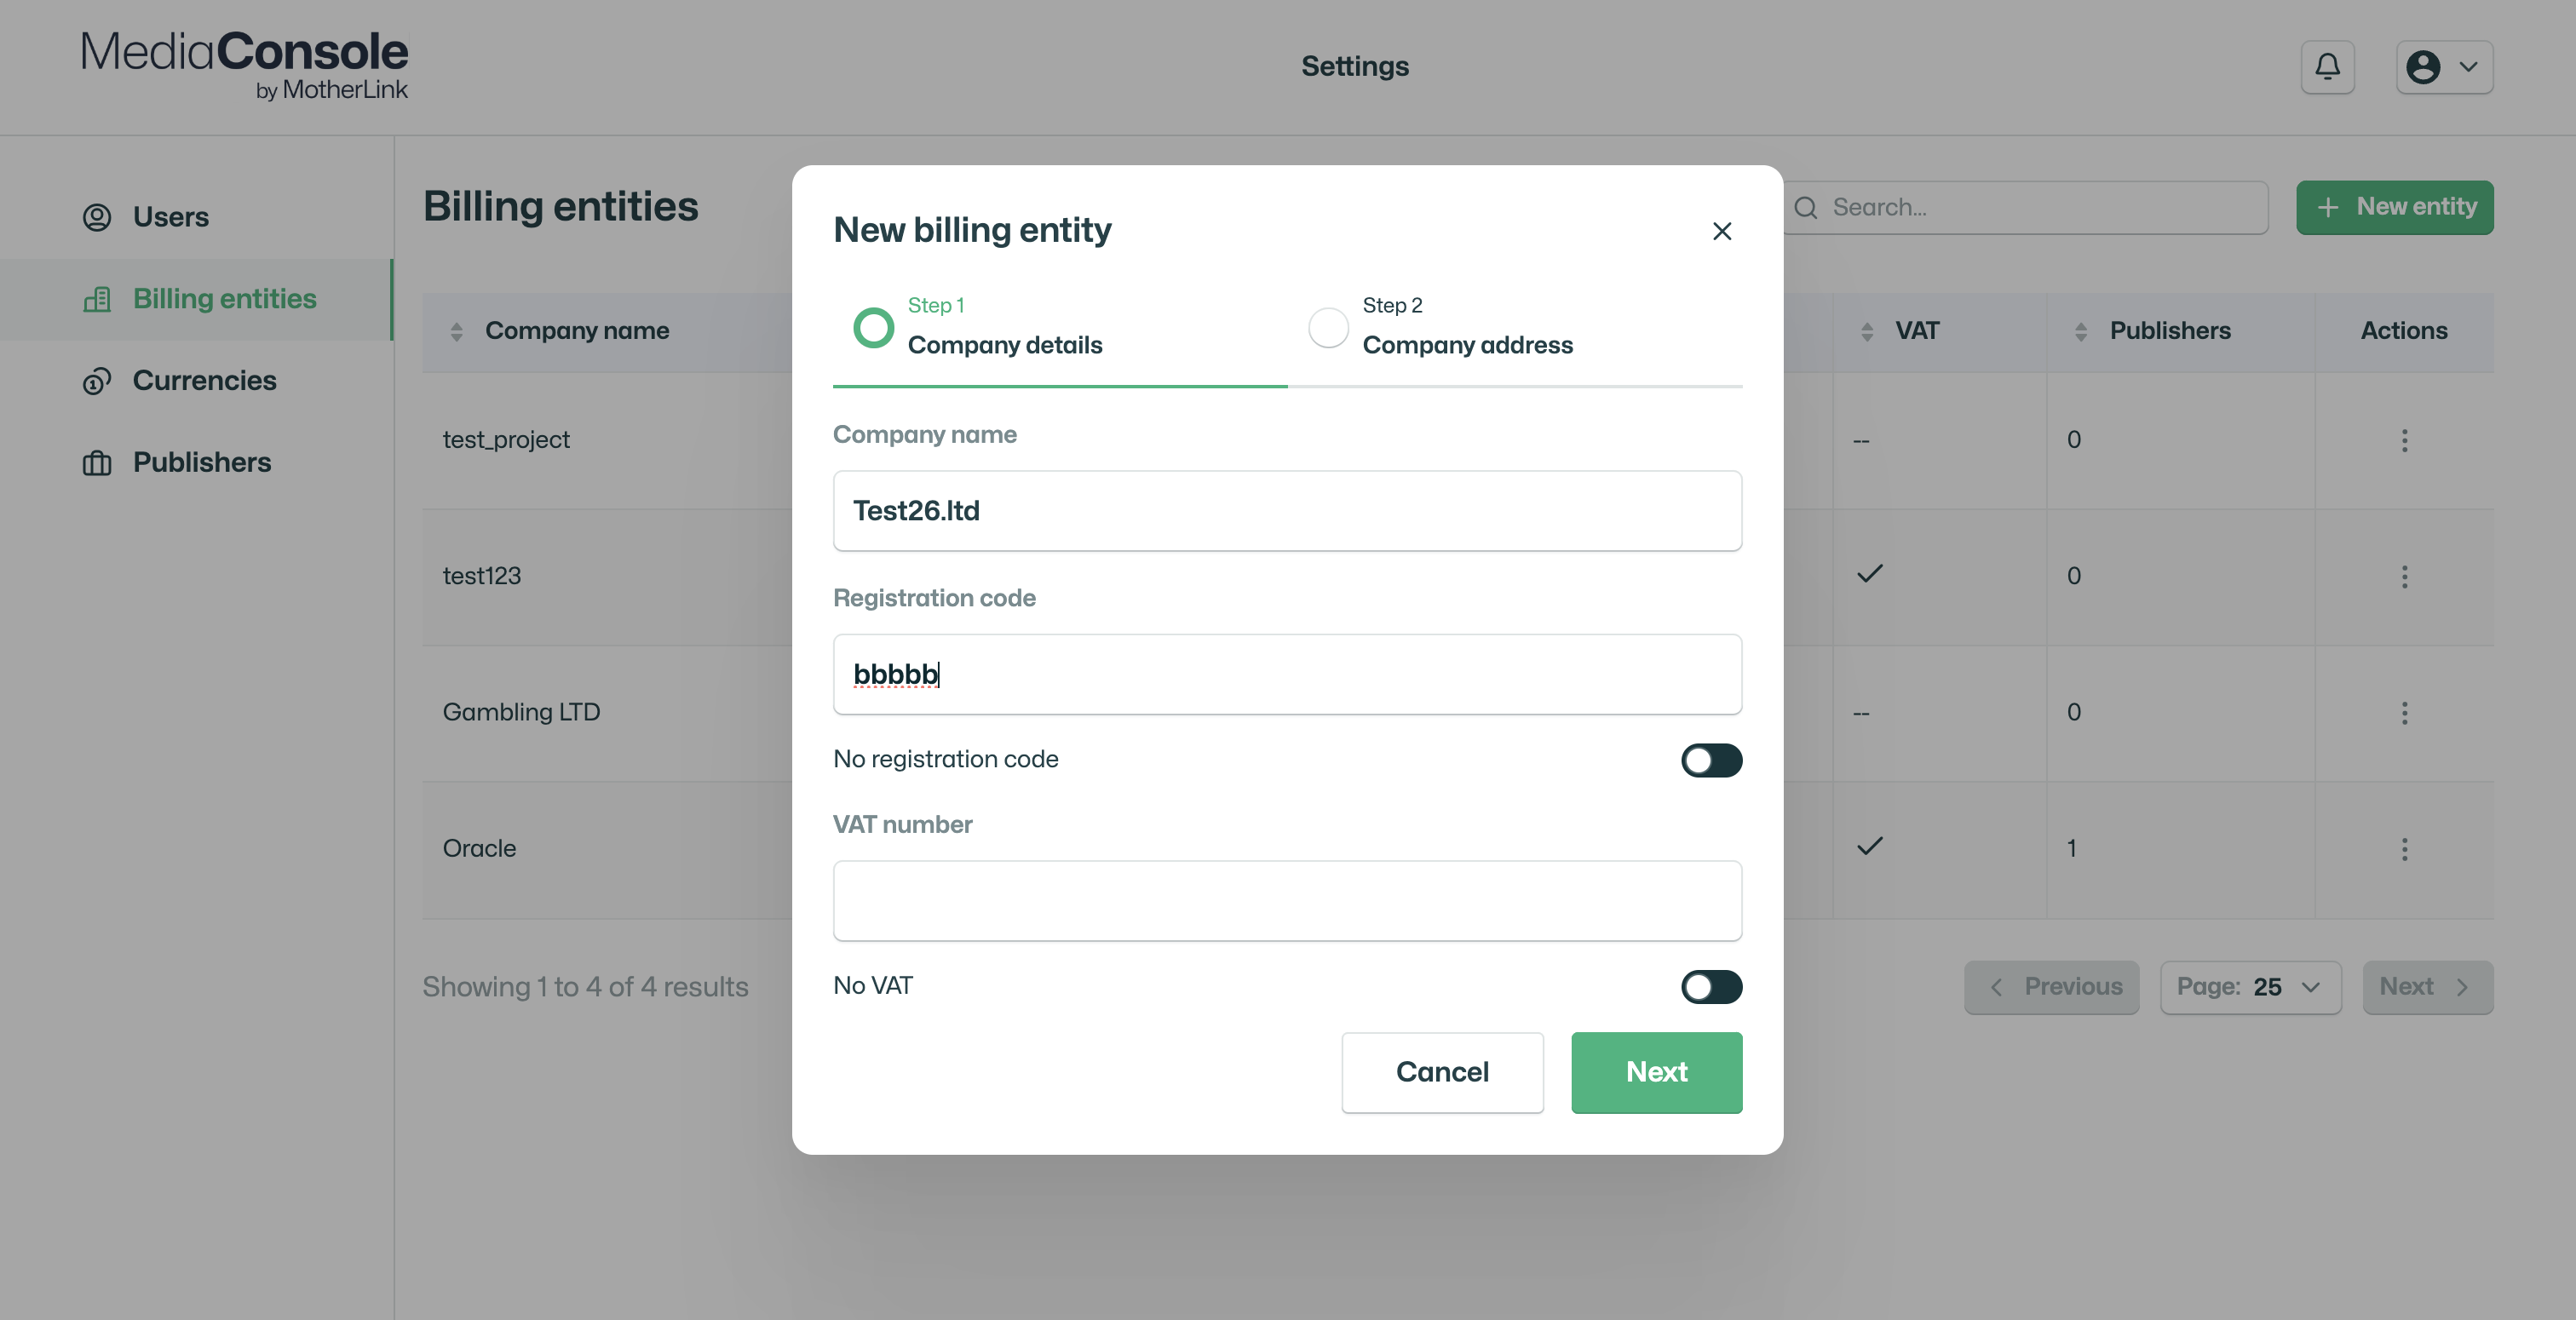 MediaConsole
by MotherLink
Settings
Users
Billing entities
Currencies
Publishers
Billing entities
Search...
New entity
Company name
VAT
Publishers
Actions
test_project
--
0
test123
0
Gambling LTD
--
0
Oracle
1
Showing 1 to 4 of 4 results
Previous
Page: 25
Next
New billing entity
Step 1
Company details
Step 2
Company address
Company name
Test26.ltd
Registration code
bbbbb
No registration code
VAT number
No VAT
Cancel
Next